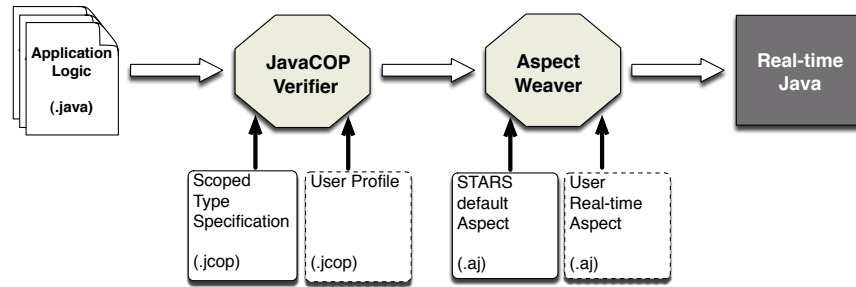 Application
Logic
(.java)
JavaCOP
Verifier
Aspect
Weaver
Real-time
Java
Scoped
Type
Specification
(.jcop)
User Profile
(.jcop)
STARS
default
Aspect
(.aj)
User
Real-time
Aspect
(.aj)